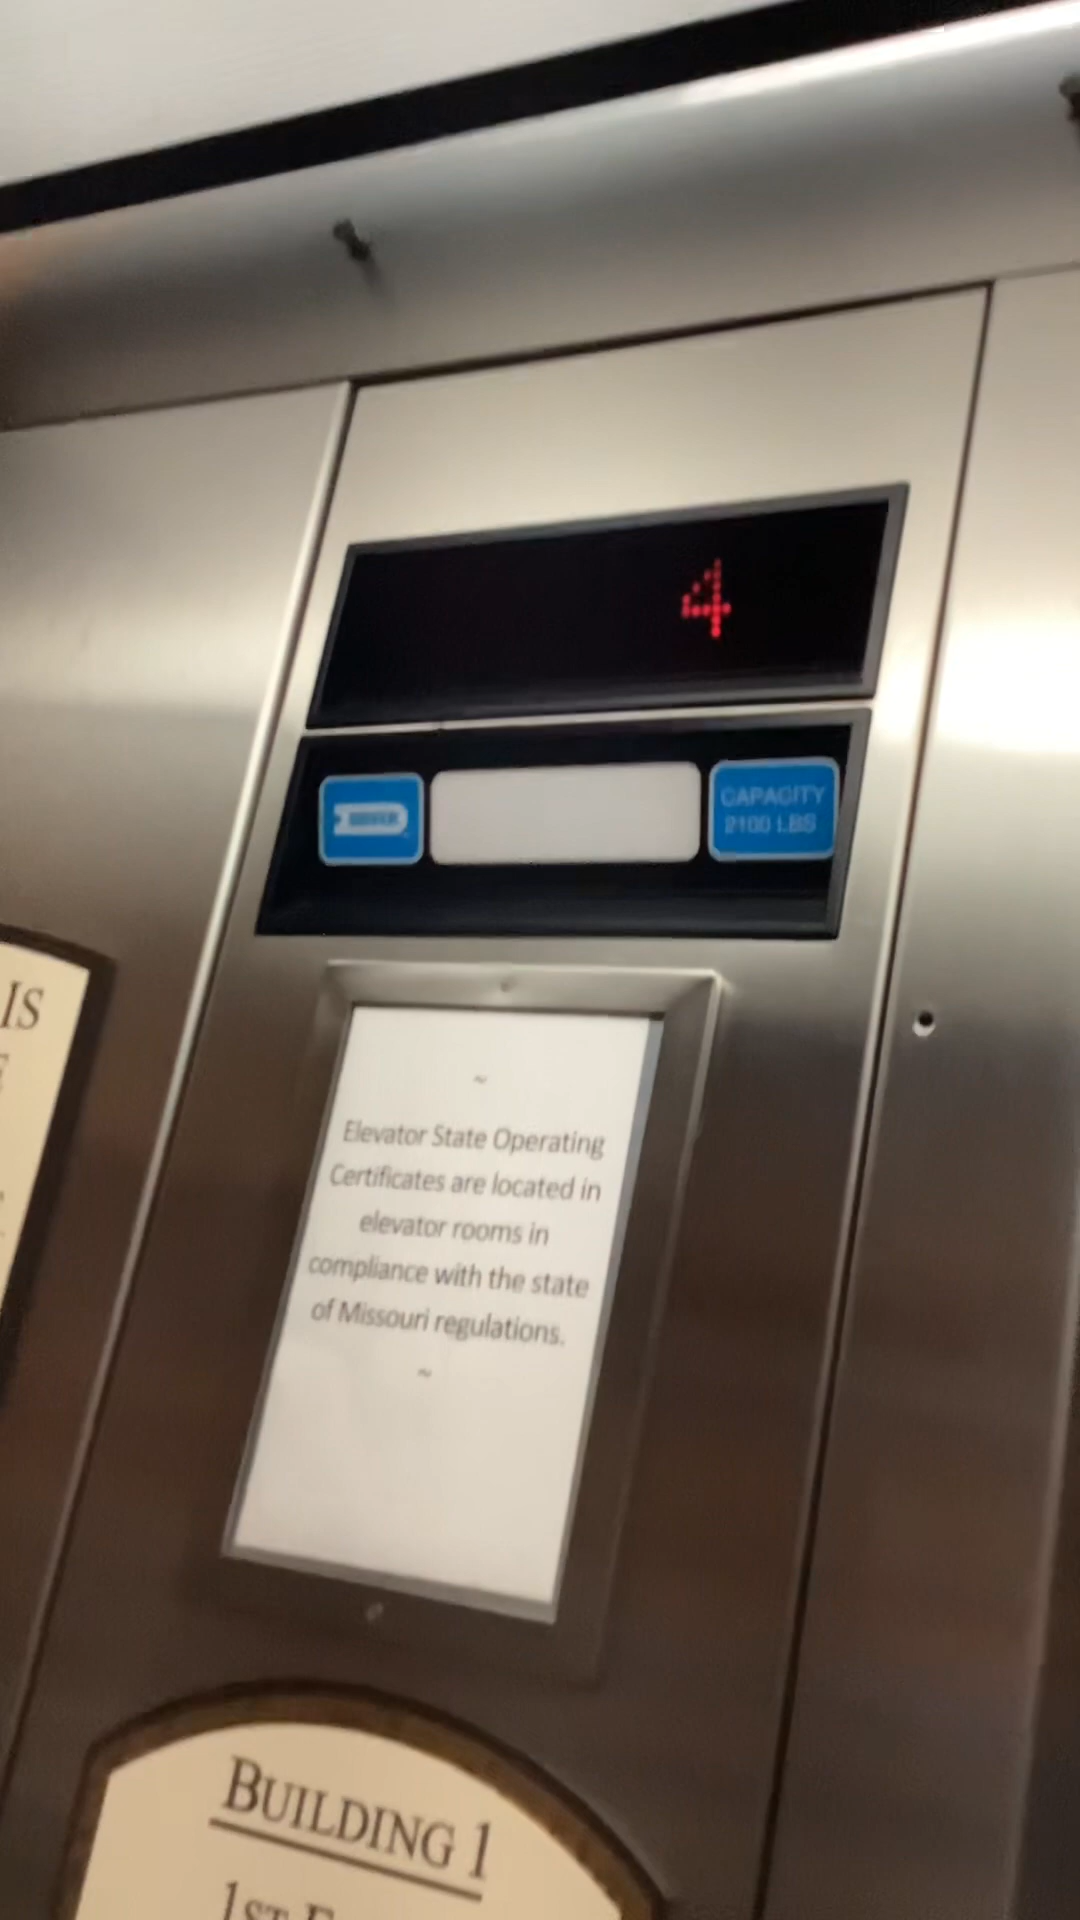 4
CAPACITY
2100 LBS
IS
~
Elevator State Operating
Certificates are located in
elevator rooms in
compliance with the state
of Missouri regulations.
~
BUILDING 1
1ST